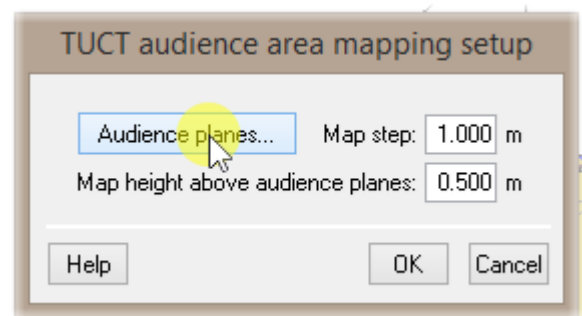 TUCT audience area mapping setup
Audience planes... Map step: 1.000 m
Map height above audience planes: 0.500 m
Help OK Cancel